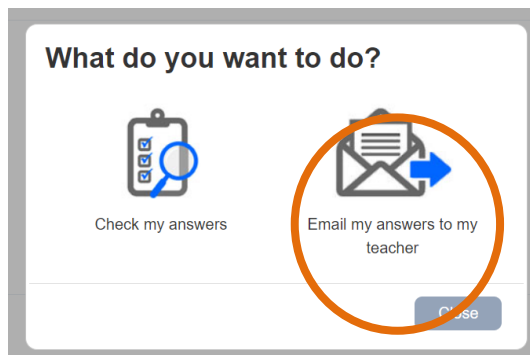 What do you want to do?
Check my answers
Email my answers to my
teacher
Close